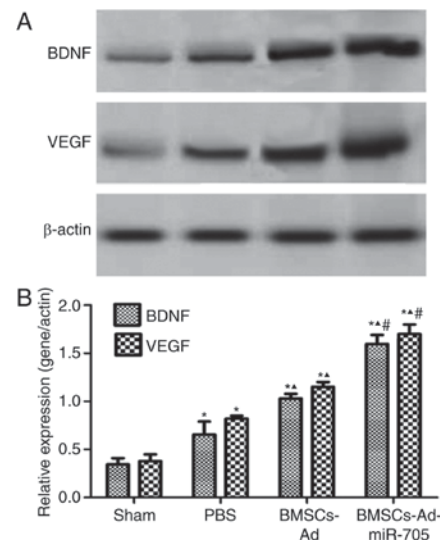 A
BDNF
VEGF
β-actin
B
Relative expression (gene/actin)
2.0
1.5
1.0
0.5
0.0
BDNF
VEGF
*
*
*▲
*▲
*▲#
*▲#
Sham
PBS
BMSCs-
Ad
BMSCs-Ad-
miR-705